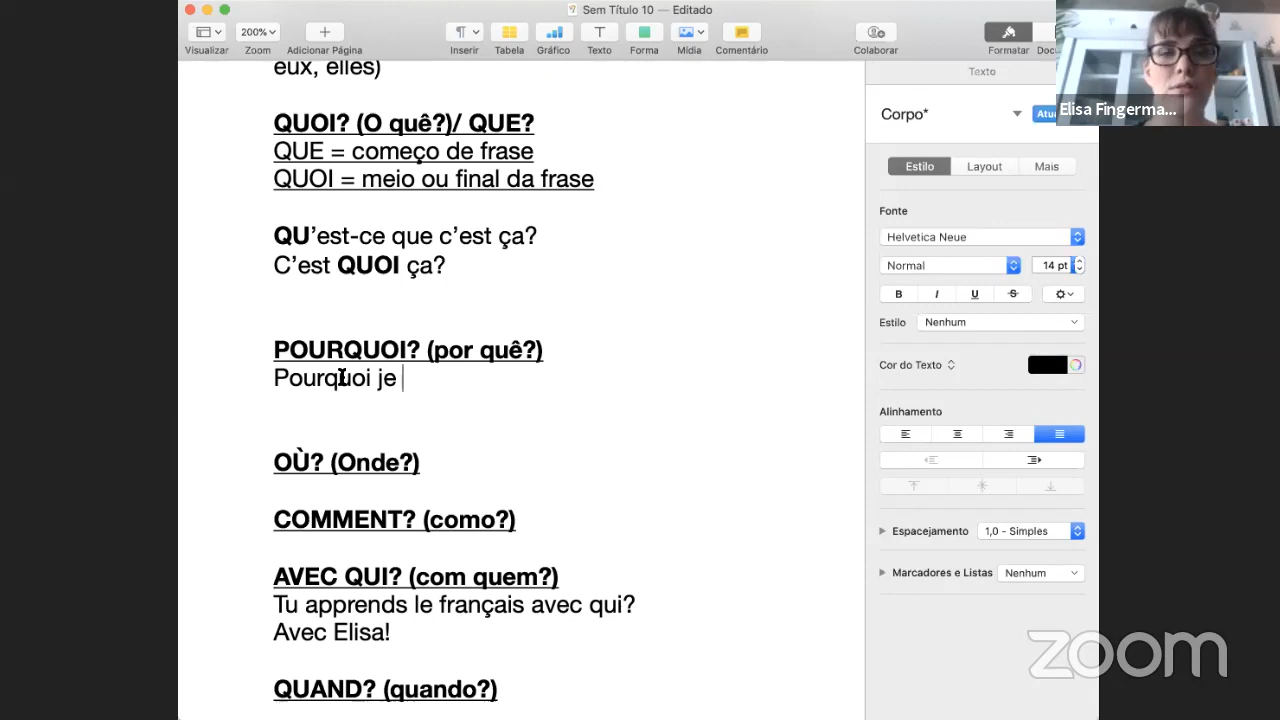 Sem Título 10 — Editado
200%
Visualizar
Zoom
Adicionar Página
Inserir
Tabela
Gráfico
Texto
Forma
Mídia
Comentário
Colaborar
Formatar
eux, elles)
QUOI? (O quê?)/ QUE?
QUE = começo de frase
QUOI = meio ou final da frase
QU’est-ce que c’est ça?
C’est QUOI ça?
POURQUOI? (por quê?)
Pourquoi je
OÙ? (Onde?)
COMMENT? (como?)
AVEC QUI? (com quem?)
Tu apprends le français avec qui?
Avec Elisa!
QUAND? (quando?)
Texto
Corpo*
Estilo Layout Mais
Fonte
Helvetica Neue
Normal 14 pt
B I U S
Estilo Nenhum
Cor do Texto
Alinhamento
Espacejamento 1,0 - Simples
Marcadores e Listas Nenhum
Elisa Fingerma...
zoom